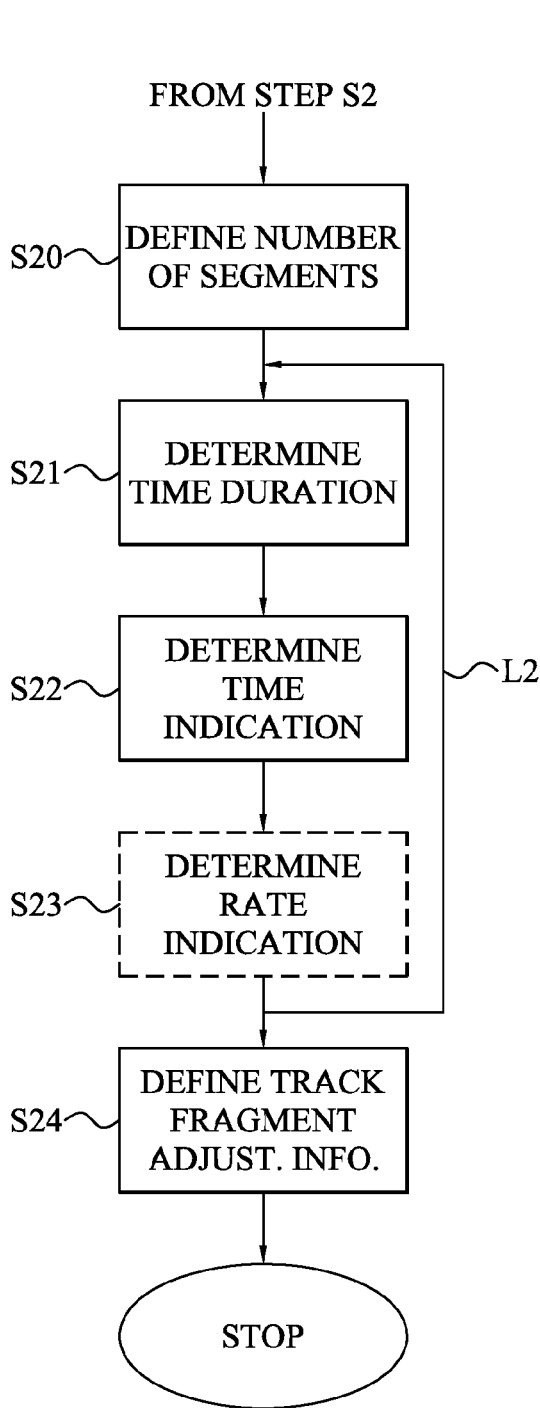 FROM STEP S2
S20
DEFINE NUMBER
OF SEGMENTS
S21
DETERMINE
TIME DURATION
S22
DETERMINE
TIME
INDICATION
L2
S23
DETERMINE
RATE
INDICATION
S24
DEFINE TRACK
FRAGMENT
ADJUST. INFO.
STOP